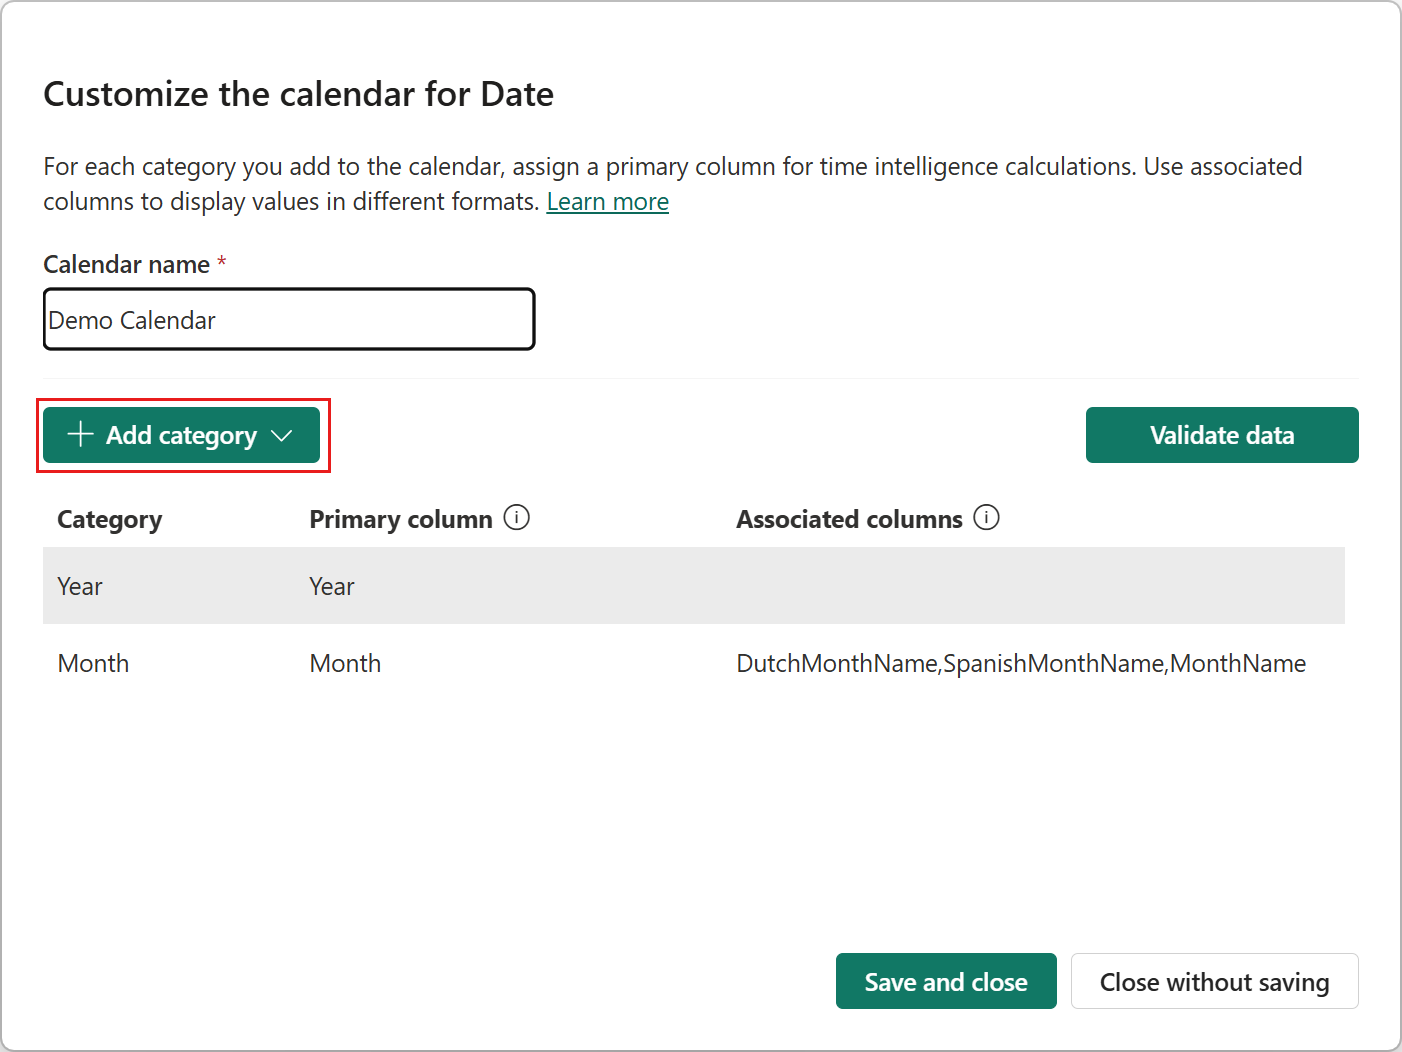 Customize the calendar for Date
For each category you add to the calendar, assign a primary column for time intelligence calculations. Use associated
columns to display values in different formats. Learn more
Calendar name *
Demo Calendar
Add category
Validate data
Category Primary column Associated columns
Year Year
Month Month DutchMonthName,SpanishMonthName,MonthName
Save and close
Close without saving